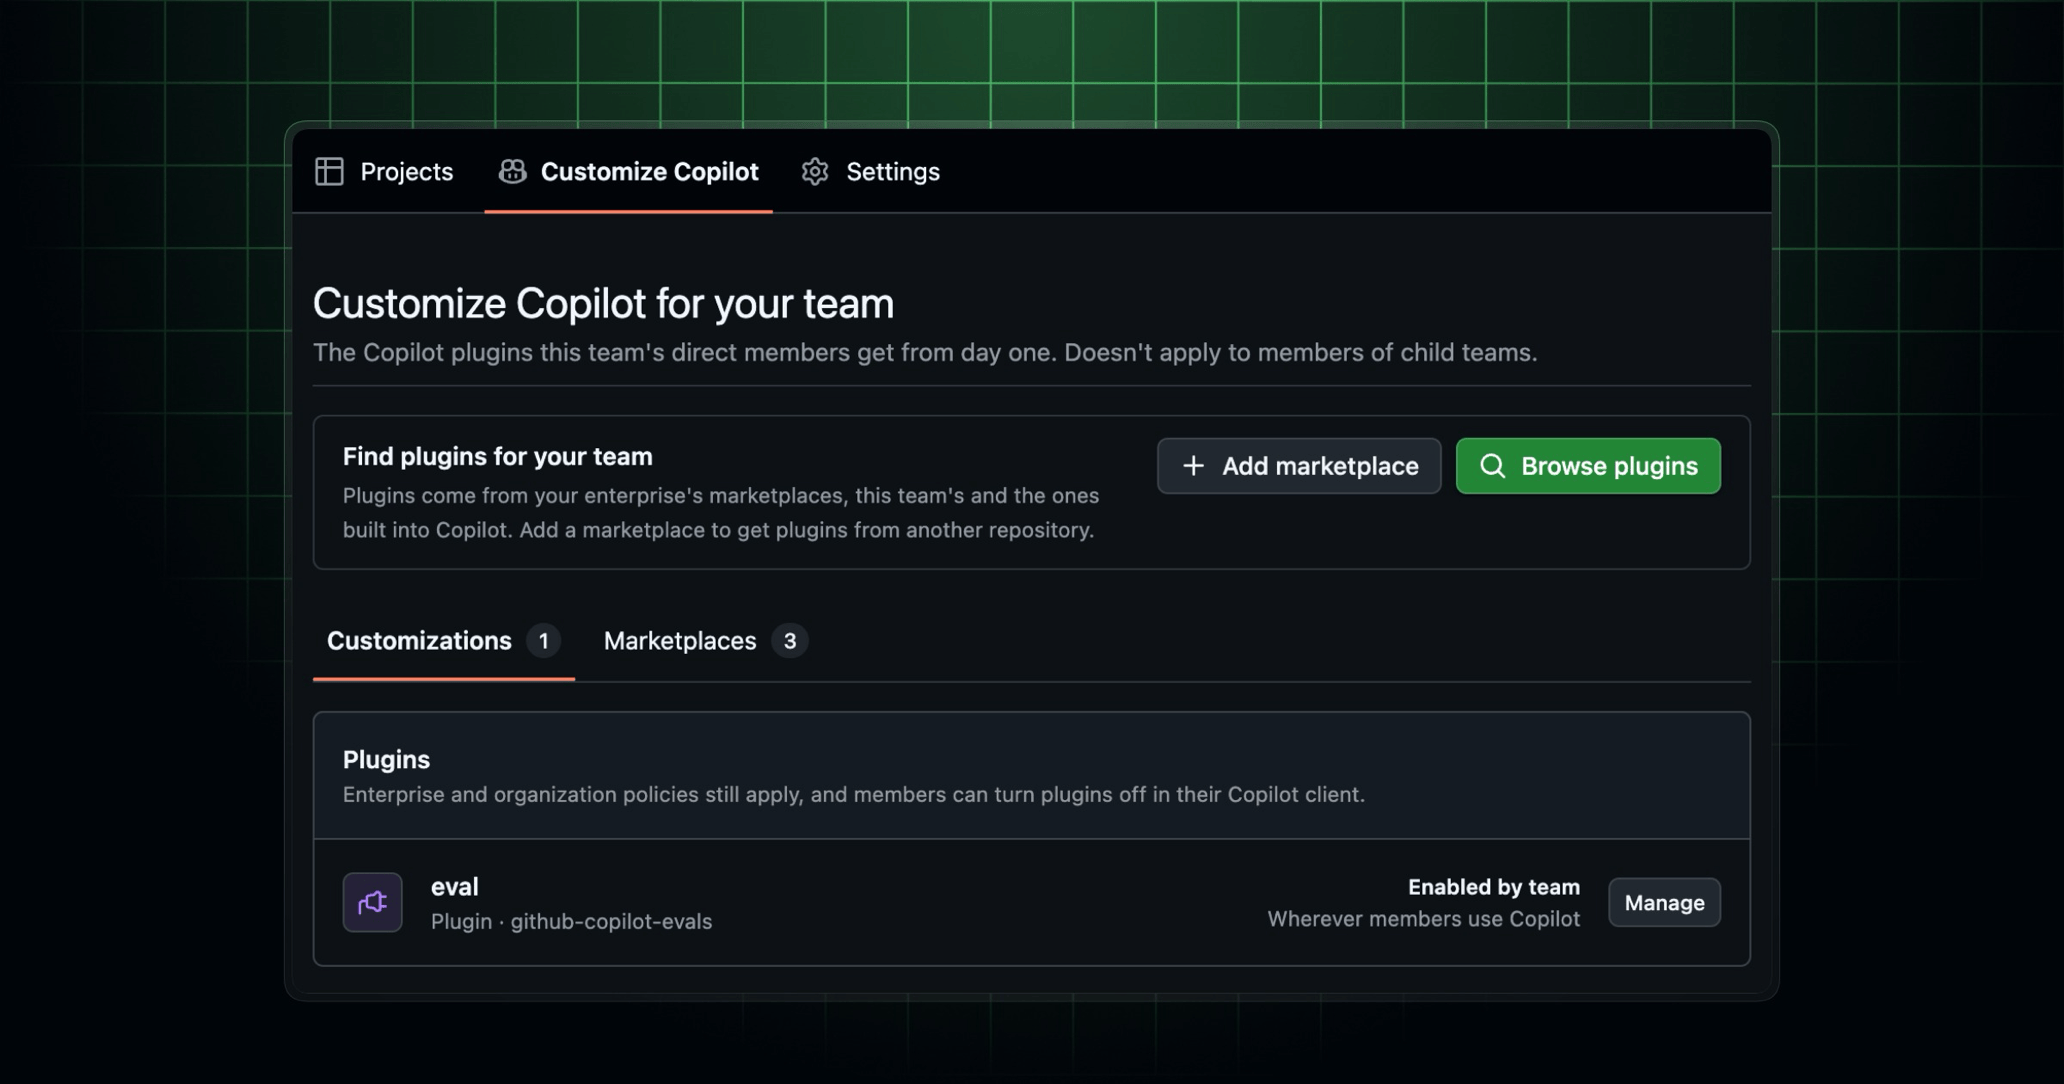 Projects
Customize Copilot
Settings
Customize Copilot for your team
The Copilot plugins this team's direct members get from day one. Doesn't apply to members of child teams.
Find plugins for your team
Plugins come from your enterprise's marketplaces, this team's and the ones
built into Copilot. Add a marketplace to get plugins from another repository.
Add marketplace
Browse plugins
Customizations 1
Marketplaces 3
Plugins
Enterprise and organization policies still apply, and members can turn plugins off in their Copilot client.
eval
Plugin · github-copilot-evals
Enabled by team
Wherever members use Copilot
Manage